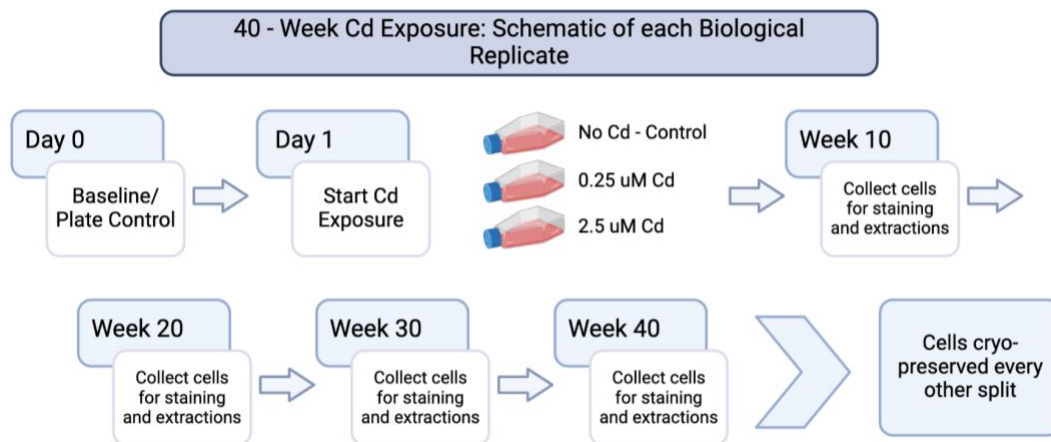 40 - Week Cd Exposure: Schematic of each Biological
Replicate
Day 0
Baseline/
Plate Control
Day 1
Start Cd
Exposure
No Cd - Control
0.25 uM Cd
2.5 uM Cd
Week 10
Collect cells
for staining
and extractions
Week 20
Collect cells
for staining
and extractions
Week 30
Collect cells
for staining
and extractions
Week 40
Collect cells
for staining
and extractions
Cells cryo-
preserved every
other split